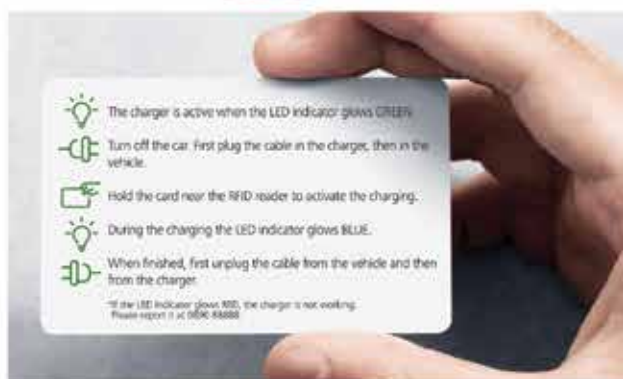 The charger is active when the LED indicator glows GREEN.
Turn off the car. First plug the cable in the charger, then in the
vehicle.
Hold the card near the RFID reader to activate the charging.
During the charging the LED indicator glows BLUE.
When finished, first unplug the cable from the vehicle and then
from the charger.
*If the LED Indicator glows RED, the charger is not working.
Please report it at